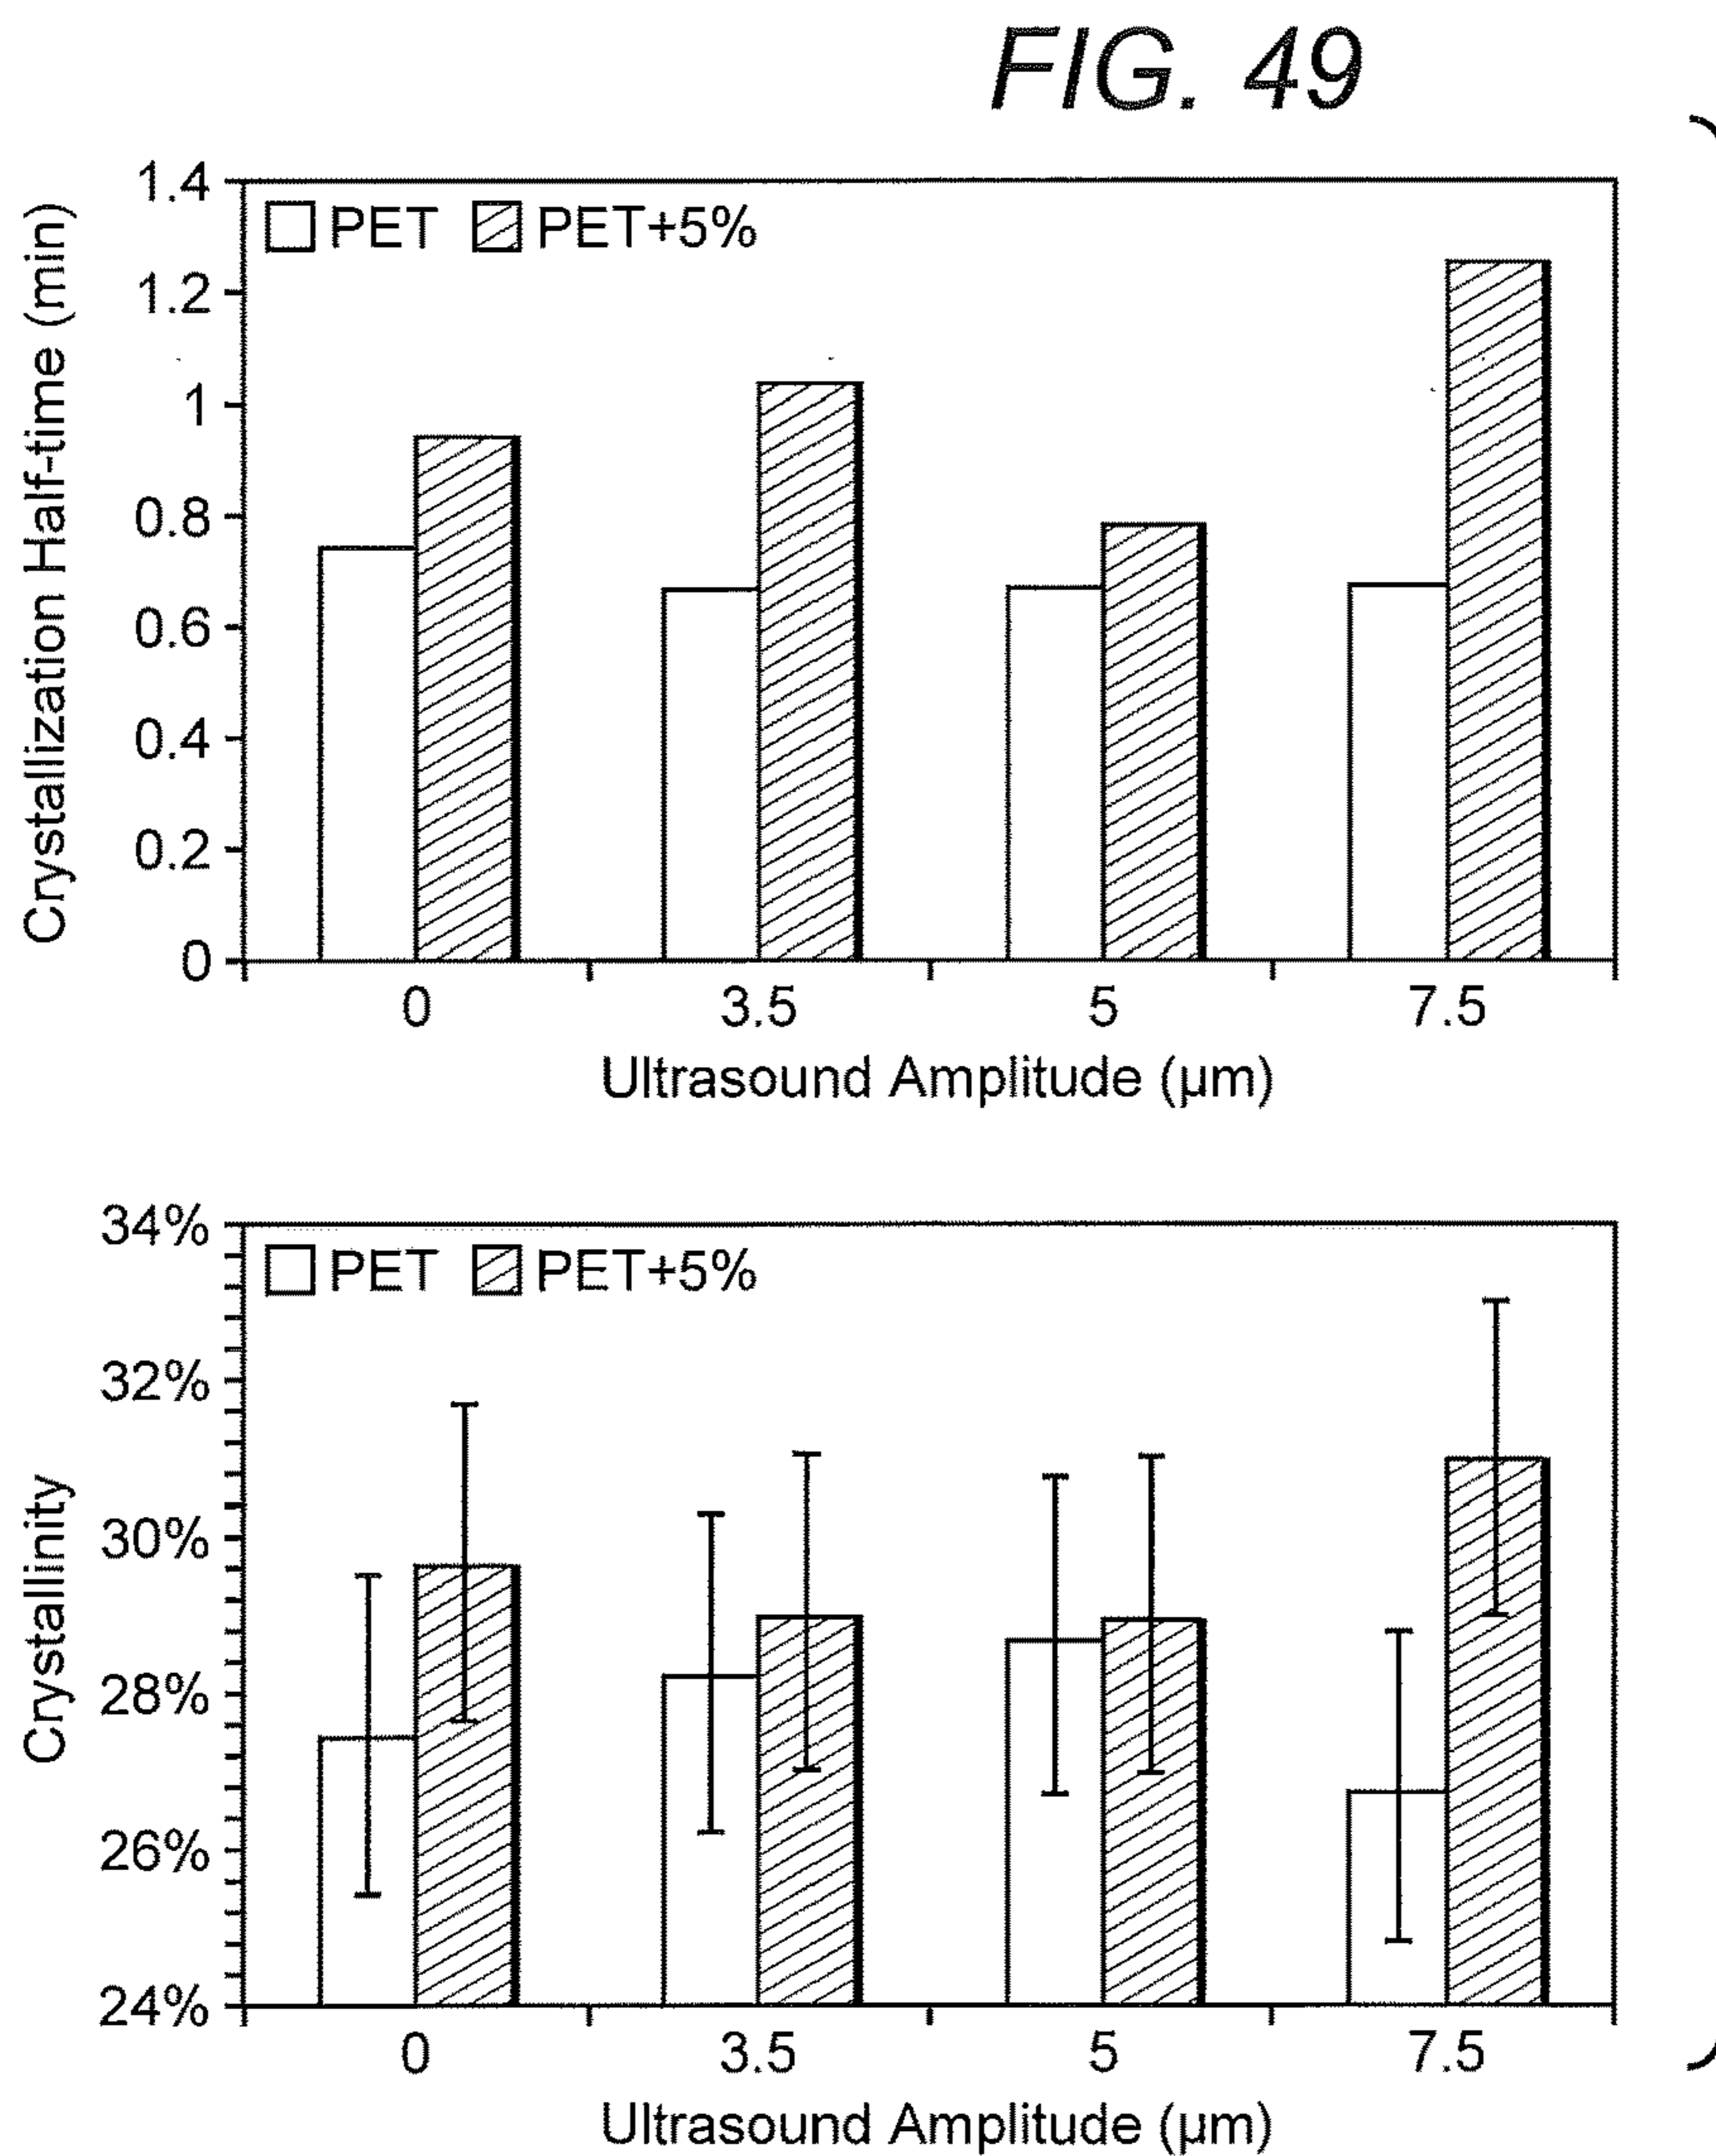 FIG. 49
Crystallization Half-time (min)
1.4
1.2
1
0.8
0.6
0.4
0.2
0
PET PET+5%
0 3.5 5 7.5
Ultrasound Amplitude (µm)
Crystallinity
34%
32%
30%
28%
26%
24%
PET PET+5%
0 3.5 5 7.5
Ultrasound Amplitude (µm)